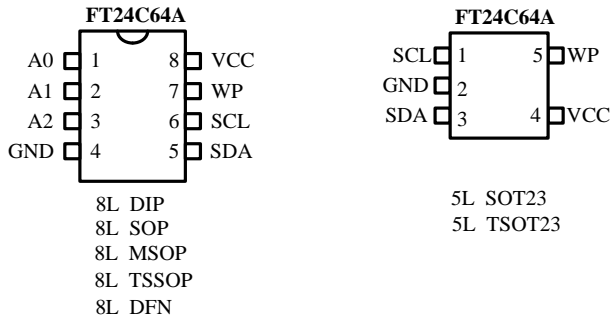 FT24C64A
A0 1 8 VCC
A1 2 7 WP
A2 3 6 SCL
GND 4 5 SDA
8L DIP
8L SOP
8L MSOP
8L TSSOP
8L DFN
FT24C64A
SCL 1 5 WP
GND 2
SDA 3 4 VCC
5L SOT23
5L TSOT23